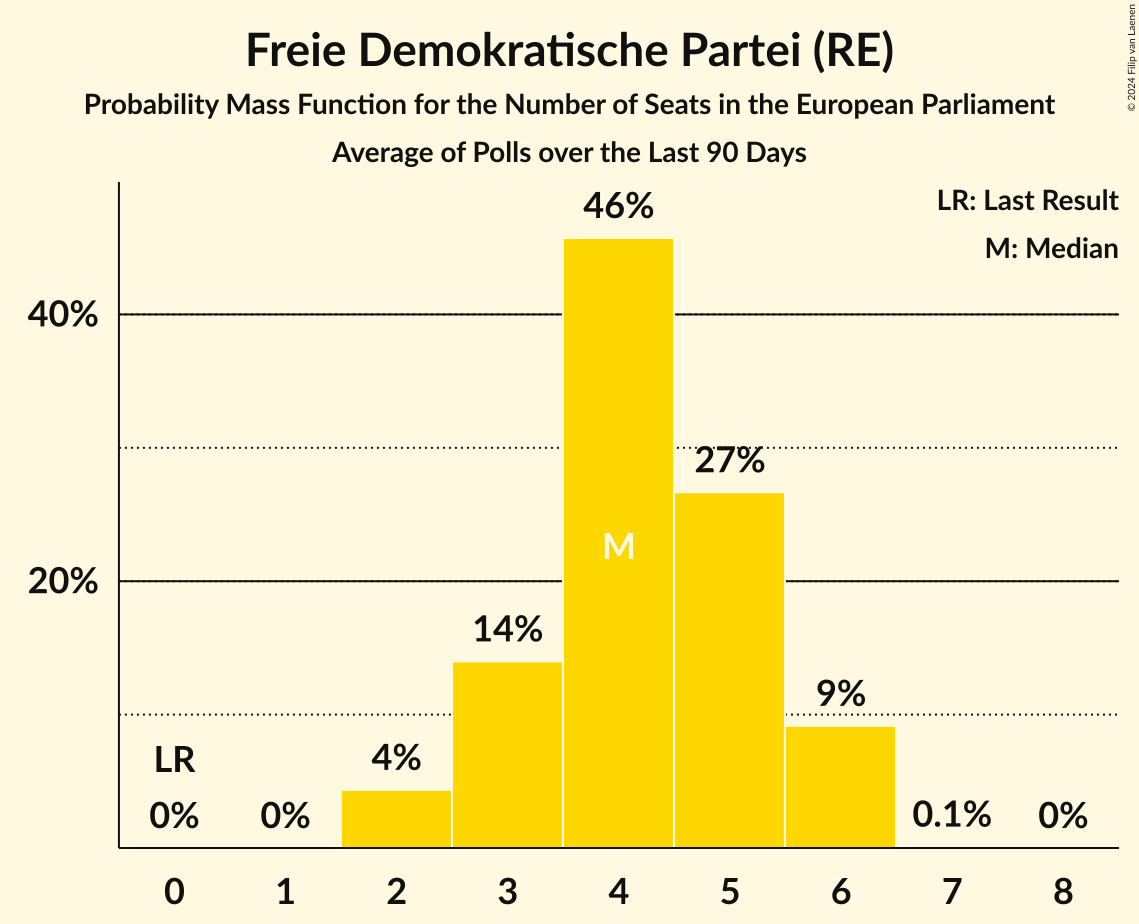 Freie Demokratische Partei (RE)
Probability Mass Function for the Number of Seats in the European Parliament
Average of Polls over the Last 90 Days
© 2024 Filip van Laenen
LR: Last Result
M: Median
46%
40%
27%
M
20%
14%
9%
LR
4%
0%
0%
0.1%
0%
0 1 2 3 4 5 6 7 8